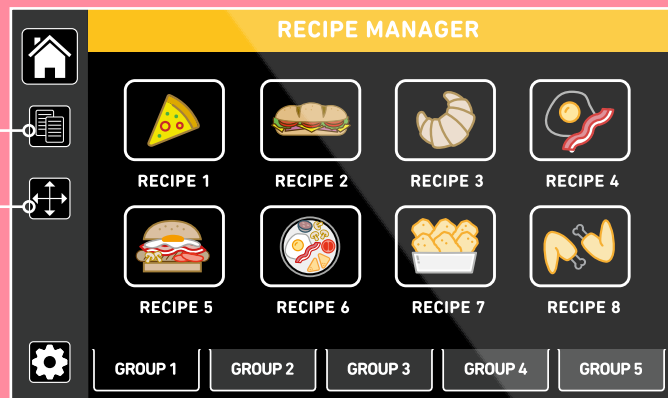 RECIPE MANAGER
RECIPE 1 RECIPE 2 RECIPE 3 RECIPE 4
RECIPE 5 RECIPE 6 RECIPE 7 RECIPE 8
GROUP 1 GROUP 2 GROUP 3 GROUP 4 GROUP 5